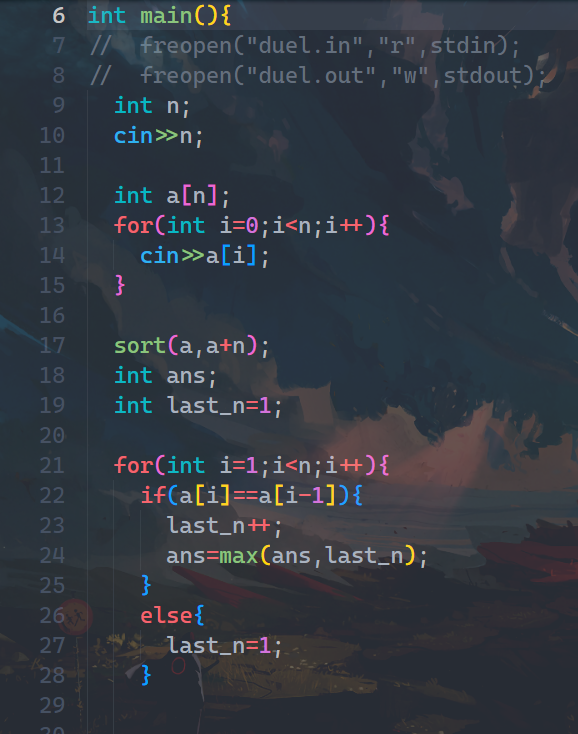 6 int main(){
7 //  freopen("duel.in","r",stdin);
8 //  freopen("duel.out","w",stdout);
9   int n;
10   cin>>n;
11
12   int a[n];
13   for(int i=0;i<n;i++){
14     cin>>a[i];
15   }
16
17   sort(a,a+n);
18   int ans;
19   int last_n=1;
20
21   for(int i=1;i<n;i++){
22     if(a[i]==a[i-1]){
23       last_n++;
24       ans=max(ans,last_n);
25     }
26     else{
27       last_n=1;
28     }
29
30